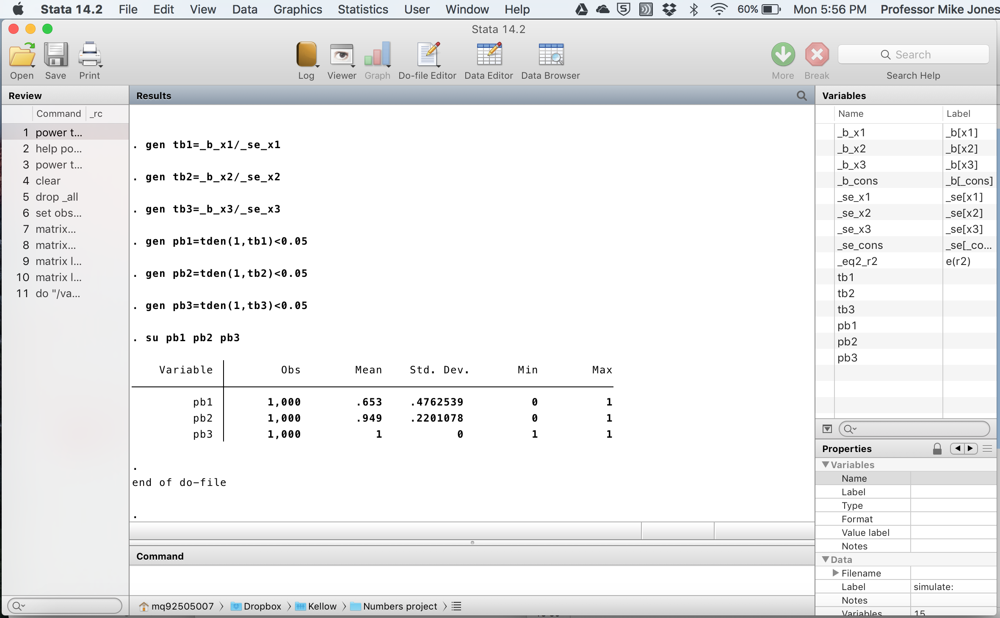 Stata 14.2 File Edit View Data Graphics Statistics User Window Help 60% Mon 5:56 PM Professor Mike Jones
Stata 14.2
Open Save Print Log Viewer Graph Do-file Editor Data Editor Data Browser More Break Search
Search Help
Review
Command _rc
1 power t...
2 help po...
3 power t...
4 clear
5 drop _all
6 set obs...
7 matrix...
8 matrix...
9 matrix l...
10 matrix l...
11 do "/va...
Results
. gen tb1=_b_x1/_se_x1
. gen tb2=_b_x2/_se_x2
. gen tb3=_b_x3/_se_x3
. gen pb1=tden(1,tb1)<0.05
. gen pb2=tden(1,tb2)<0.05
. gen pb3=tden(1,tb3)<0.05
. su pb1 pb2 pb3
Variable Obs Mean Std. Dev. Min Max
pb1 1,000 .653 .4762539 0 1
pb2 1,000 .949 .2201078 0 1
pb3 1,000 1 0 1 1
.
end of do-file
.
Command
mq92505007 Dropbox Kellow Numbers project
Variables
Name Label
_b_x1 _b[x1]
_b_x2 _b[x2]
_b_x3 _b[x3]
_b_cons _b[_cons]
_se_x1 _se[x1]
_se_x2 _se[x2]
_se_x3 _se[x3]
_se_cons _se[_co...
_eq2_r2 e(r2)
tb1
tb2
tb3
pb1
pb2
pb3
Properties
Variables
Name
Label
Type
Format
Value label
Notes
Data
Filename
Label simulate:
Notes
Variables 15